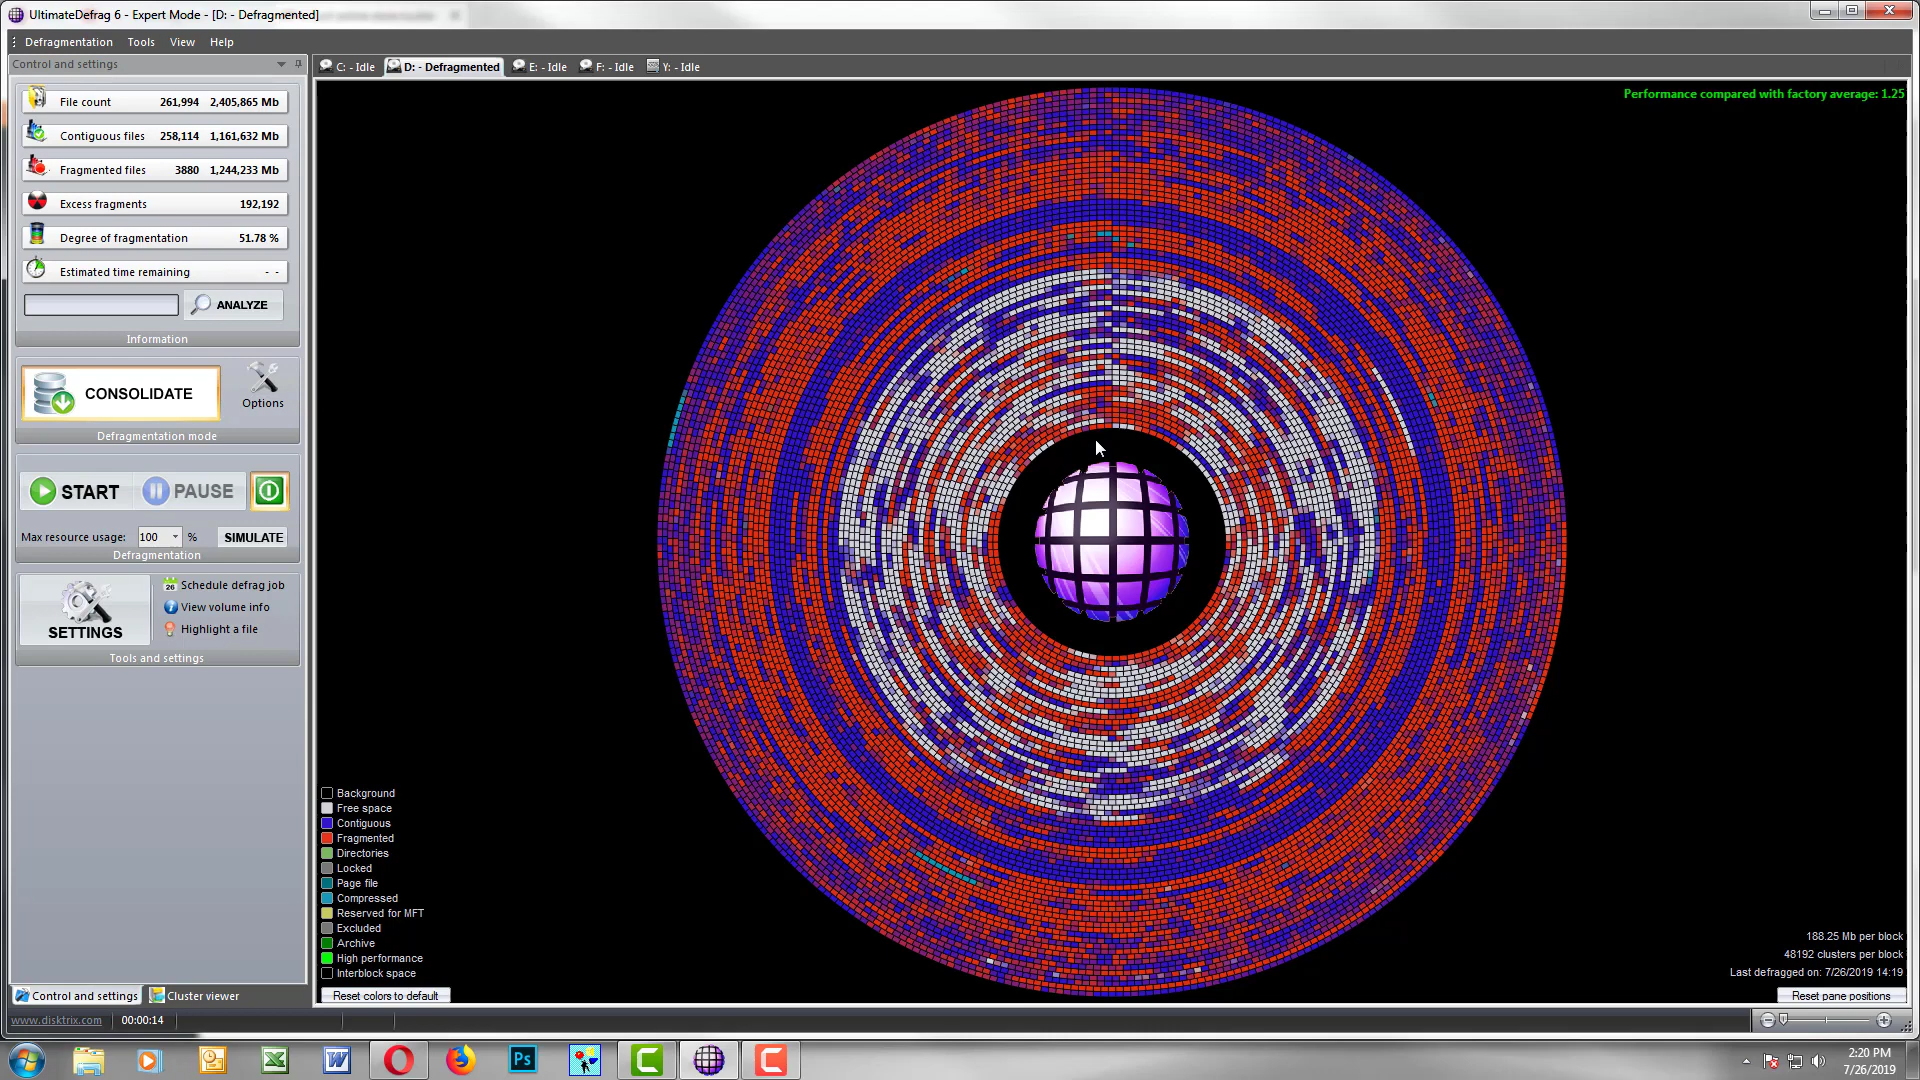 UltimateDefrag 6 - Expert Mode - [D: - Defragmented]
Defragmentation Tools View Help
Control and settings
C: - Idle D: - Defragmented E: - Idle F: - Idle Y: - Idle
Performance compared with factory average: 1.25
File count 261,994 2,405,865 Mb
Contiguous files 258,114 1,161,632 Mb
Fragmented files 3880 1,244,233 Mb
Excess fragments 192,192
Degree of fragmentation 51.78 %
Estimated time remaining - -
ANALYZE
Information
CONSOLIDATE
Options
Defragmentation mode
START PAUSE
Max resource usage: 100 % SIMULATE
Defragmentation
SETTINGS
Schedule defrag job
View volume info
Highlight a file
Tools and settings
Background
Free space
Contiguous
Fragmented
Directories
Locked
Page file
Compressed
Reserved for MFT
Excluded
Archive
High performance
Interblock space
Reset colors to default
188.25 Mb per block
48192 clusters per block
Last defragged on: 7/26/2019 14:19
Reset pane positions
Control and settings Cluster viewer
www.disktrix.com 00:00:14
Ps
2:20 PM
7/26/2019